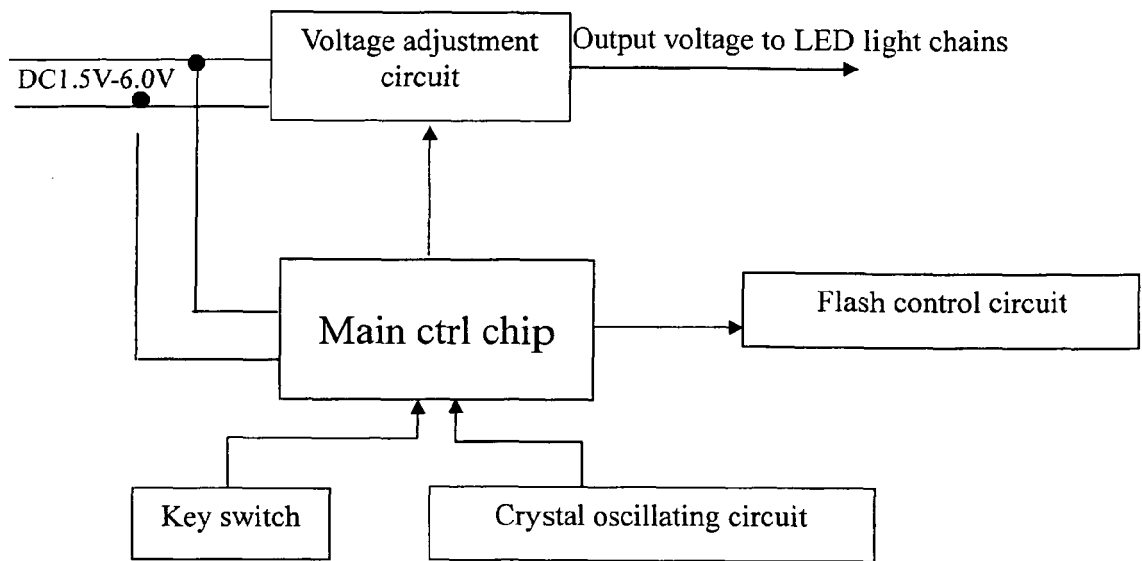 Voltage adjustment
circuit
Output voltage to LED light chains
DC1.5V-6.0V
Main ctrl chip
Flash control circuit
Key switch
Crystal oscillating circuit